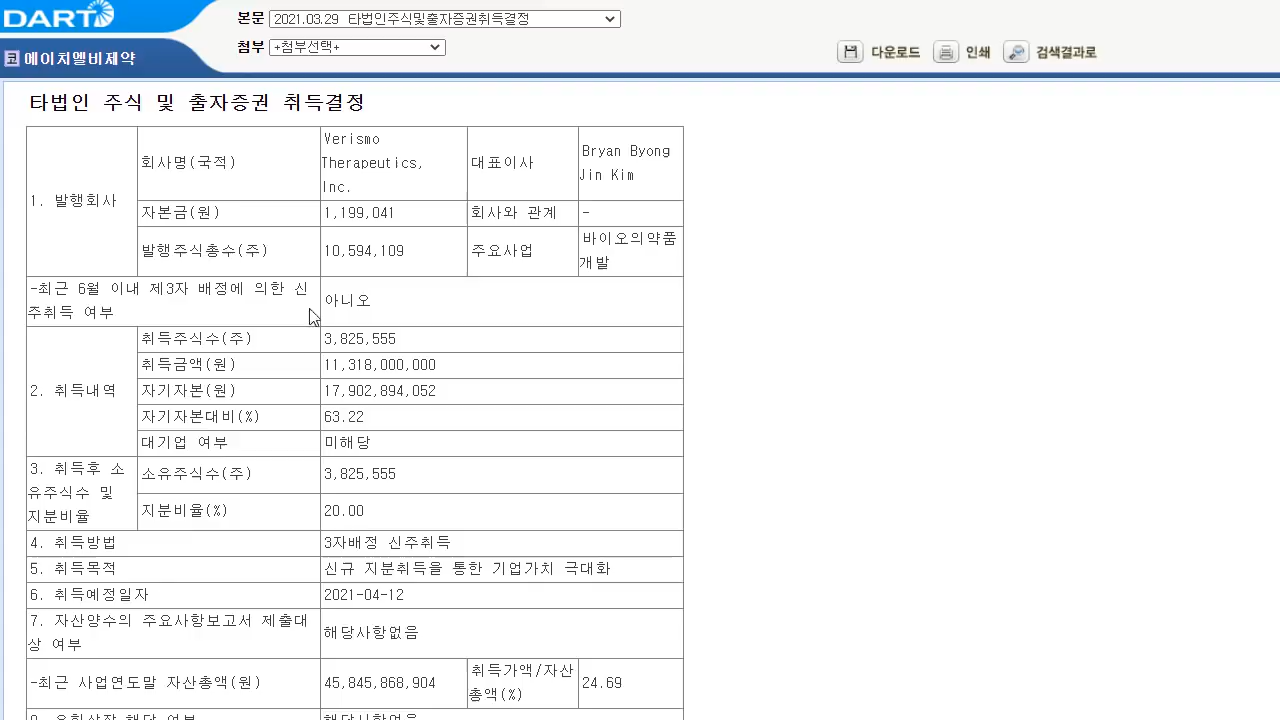 DART
본문 2021.03.29 타법인주식및출자증권취득결정
첨부 +첨부선택+
코 에이치엘비제약
다운로드 인쇄 검색결과로
타법인 주식 및 출자증권 취득결정
1. 발행회사
회사명(국적)
Verismo
Therapeutics,
Inc.
대표이사
Bryan Byong
Jin Kim
자본금(원) 1,199,041 회사와 관계 -
발행주식총수(주) 10,594,109 주요사업
바이오의약품
개발
-최근 6월 이내 제3자 배정에 의한 신
주취득 여부
아니오
2. 취득내역
취득주식수(주) 3,825,555
취득금액(원) 11,318,000,000
자기자본(원) 17,902,894,052
자기자본대비(%) 63.22
대기업 여부 미해당
3. 취득후 소
유주식수 및
지분비율
소유주식수(주) 3,825,555
지분비율(%) 20.00
4. 취득방법 3자배정 신주취득
5. 취득목적 신규 지분취득을 통한 기업가치 극대화
6. 취득예정일자 2021-04-12
7. 자산양수의 주요사항보고서 제출대
상 여부
해당사항없음
-최근 사업연도말 자산총액(원) 45,845,868,904
취득가액/자산
총액(%)
24.69